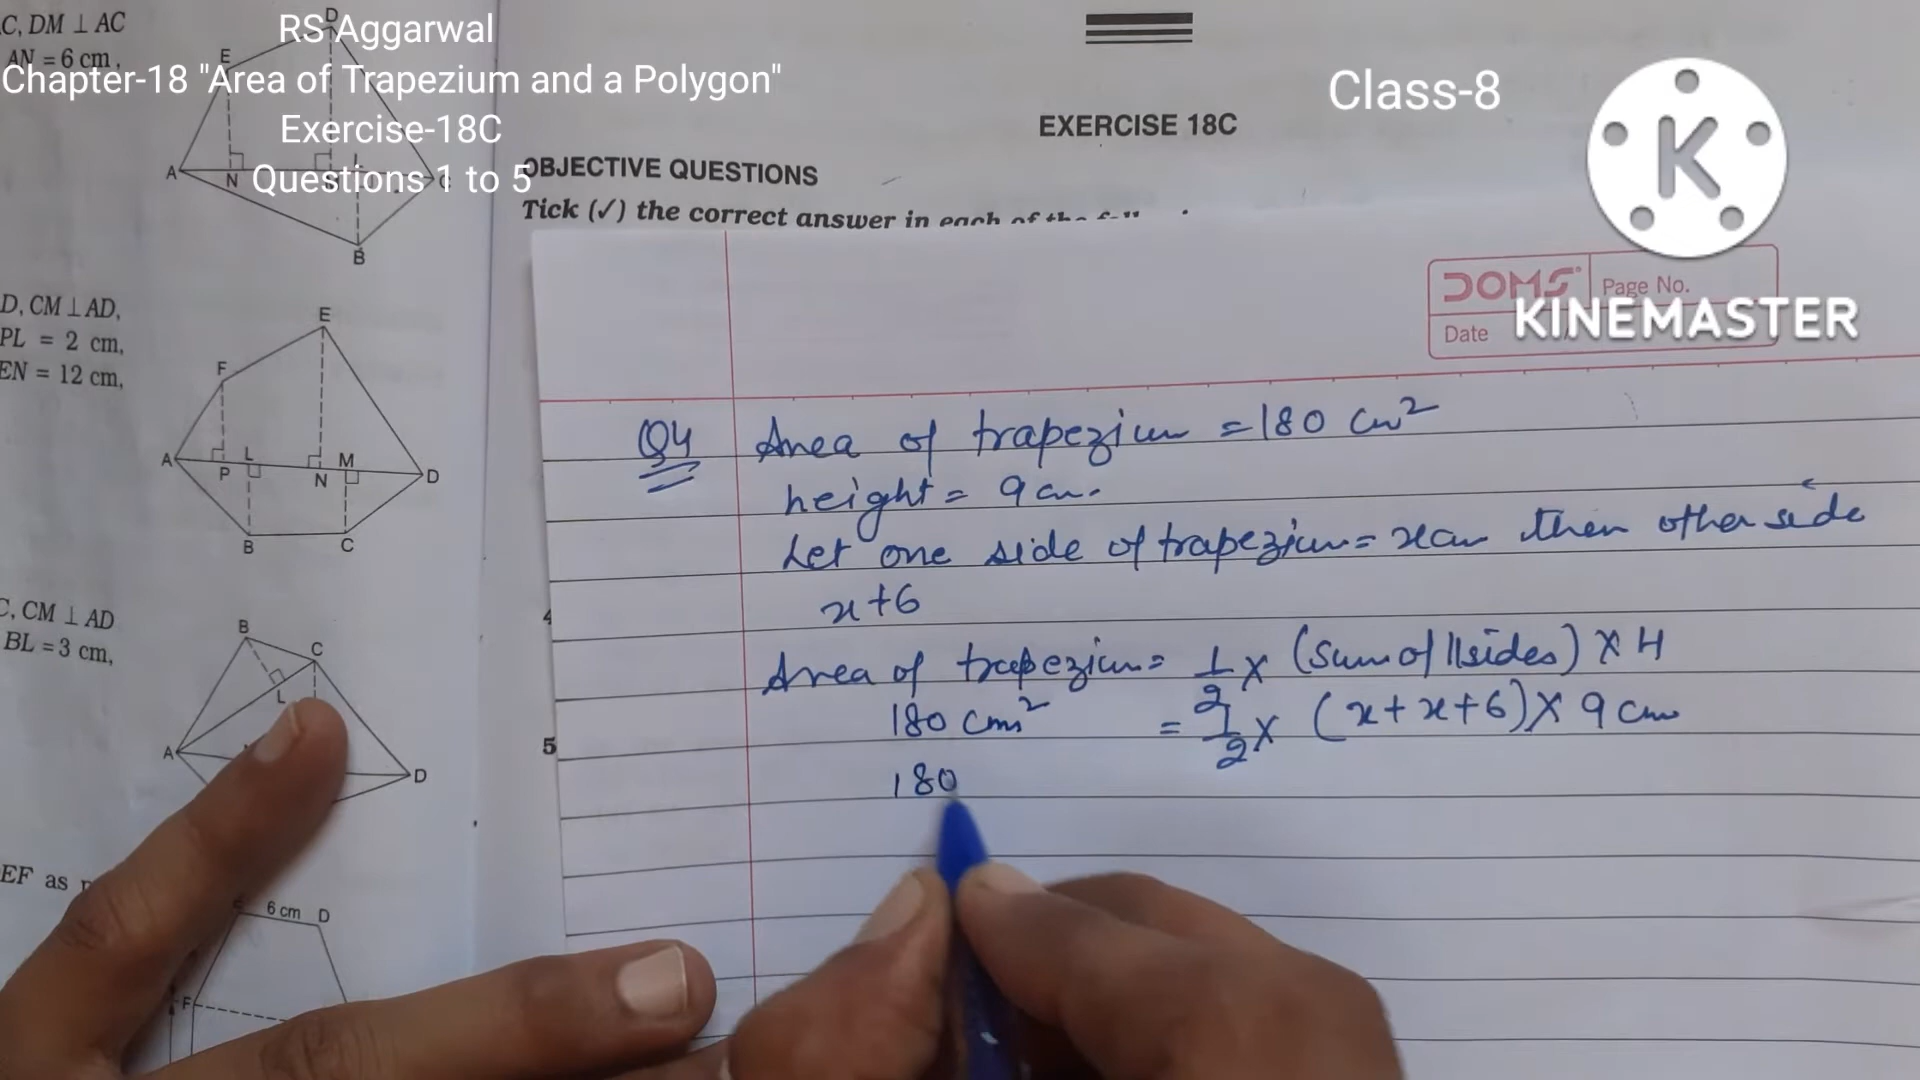 RS Aggarwal
Chapter-18 "Area of Trapezium and a Polygon"
Exercise-18C
Questions 1 to 5
Class-8
KINEMASTER
C, DM ⊥ AC
AN = 6 cm,
D
E
A
N
C
B
D, CM ⊥ AD,
PL = 2 cm,
EN = 12 cm,
E
F
A
P
L
N
M
D
B
C
C, CM ⊥ AD
BL = 3 cm,
B
C
L
A
D
EF as
6 cm D
F
EXERCISE 18C
OBJECTIVE QUESTIONS
Tick (✓) the correct answer in each of the
DOMS
Page No.
Date
4
5
Q4 Area of trapezium = 180 cm²
height = 9 cm.
Let one side of trapezium = x cm then other side
x+6
Area of trapezium = 1/2 × (Sum of || sides) × H
180 cm² = 1/2 × (x+x+6) × 9 cm
180